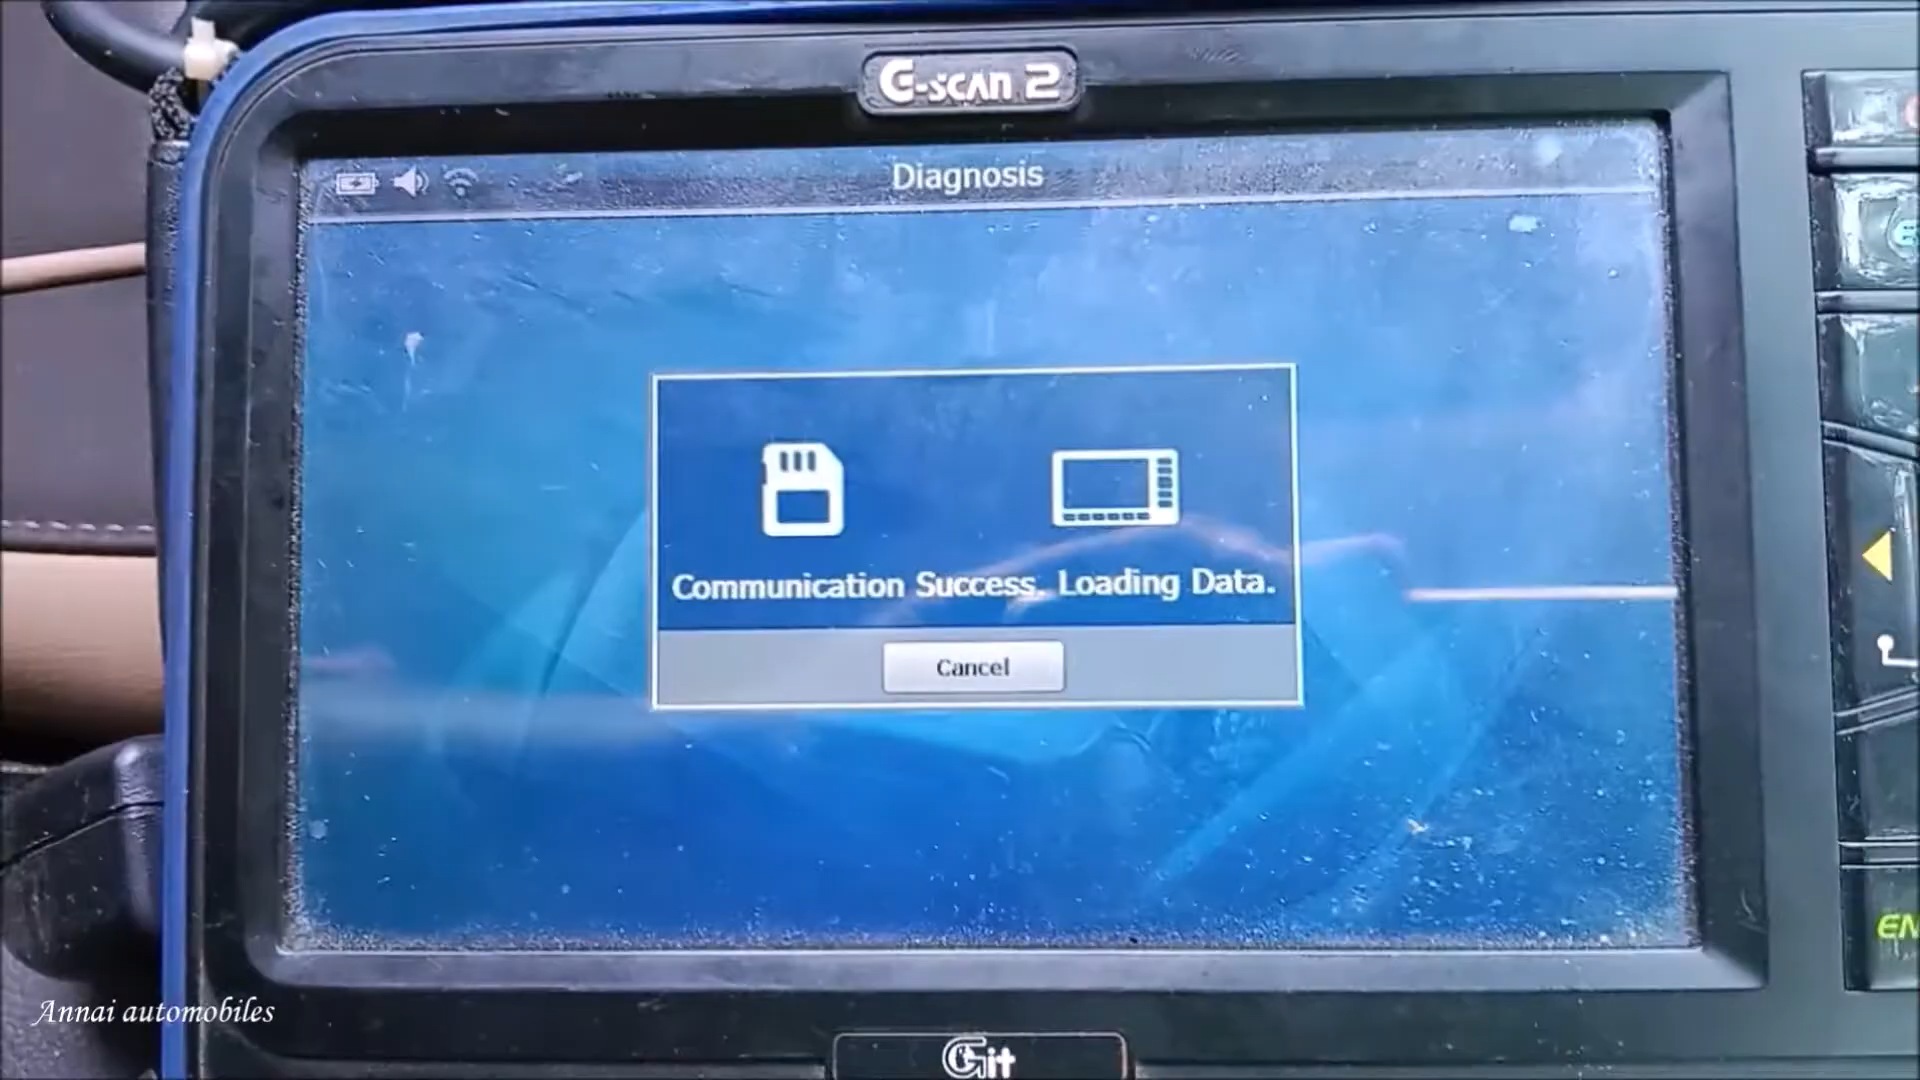 G-scan 2
Diagnosis
Communication Success. Loading Data.
Cancel
Annai automobiles
Git